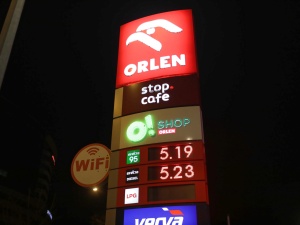 ORLEN
stop.
cafe
O! SHOP
ORLEN
WiFi
95 5.19
5.23
LPG
verva